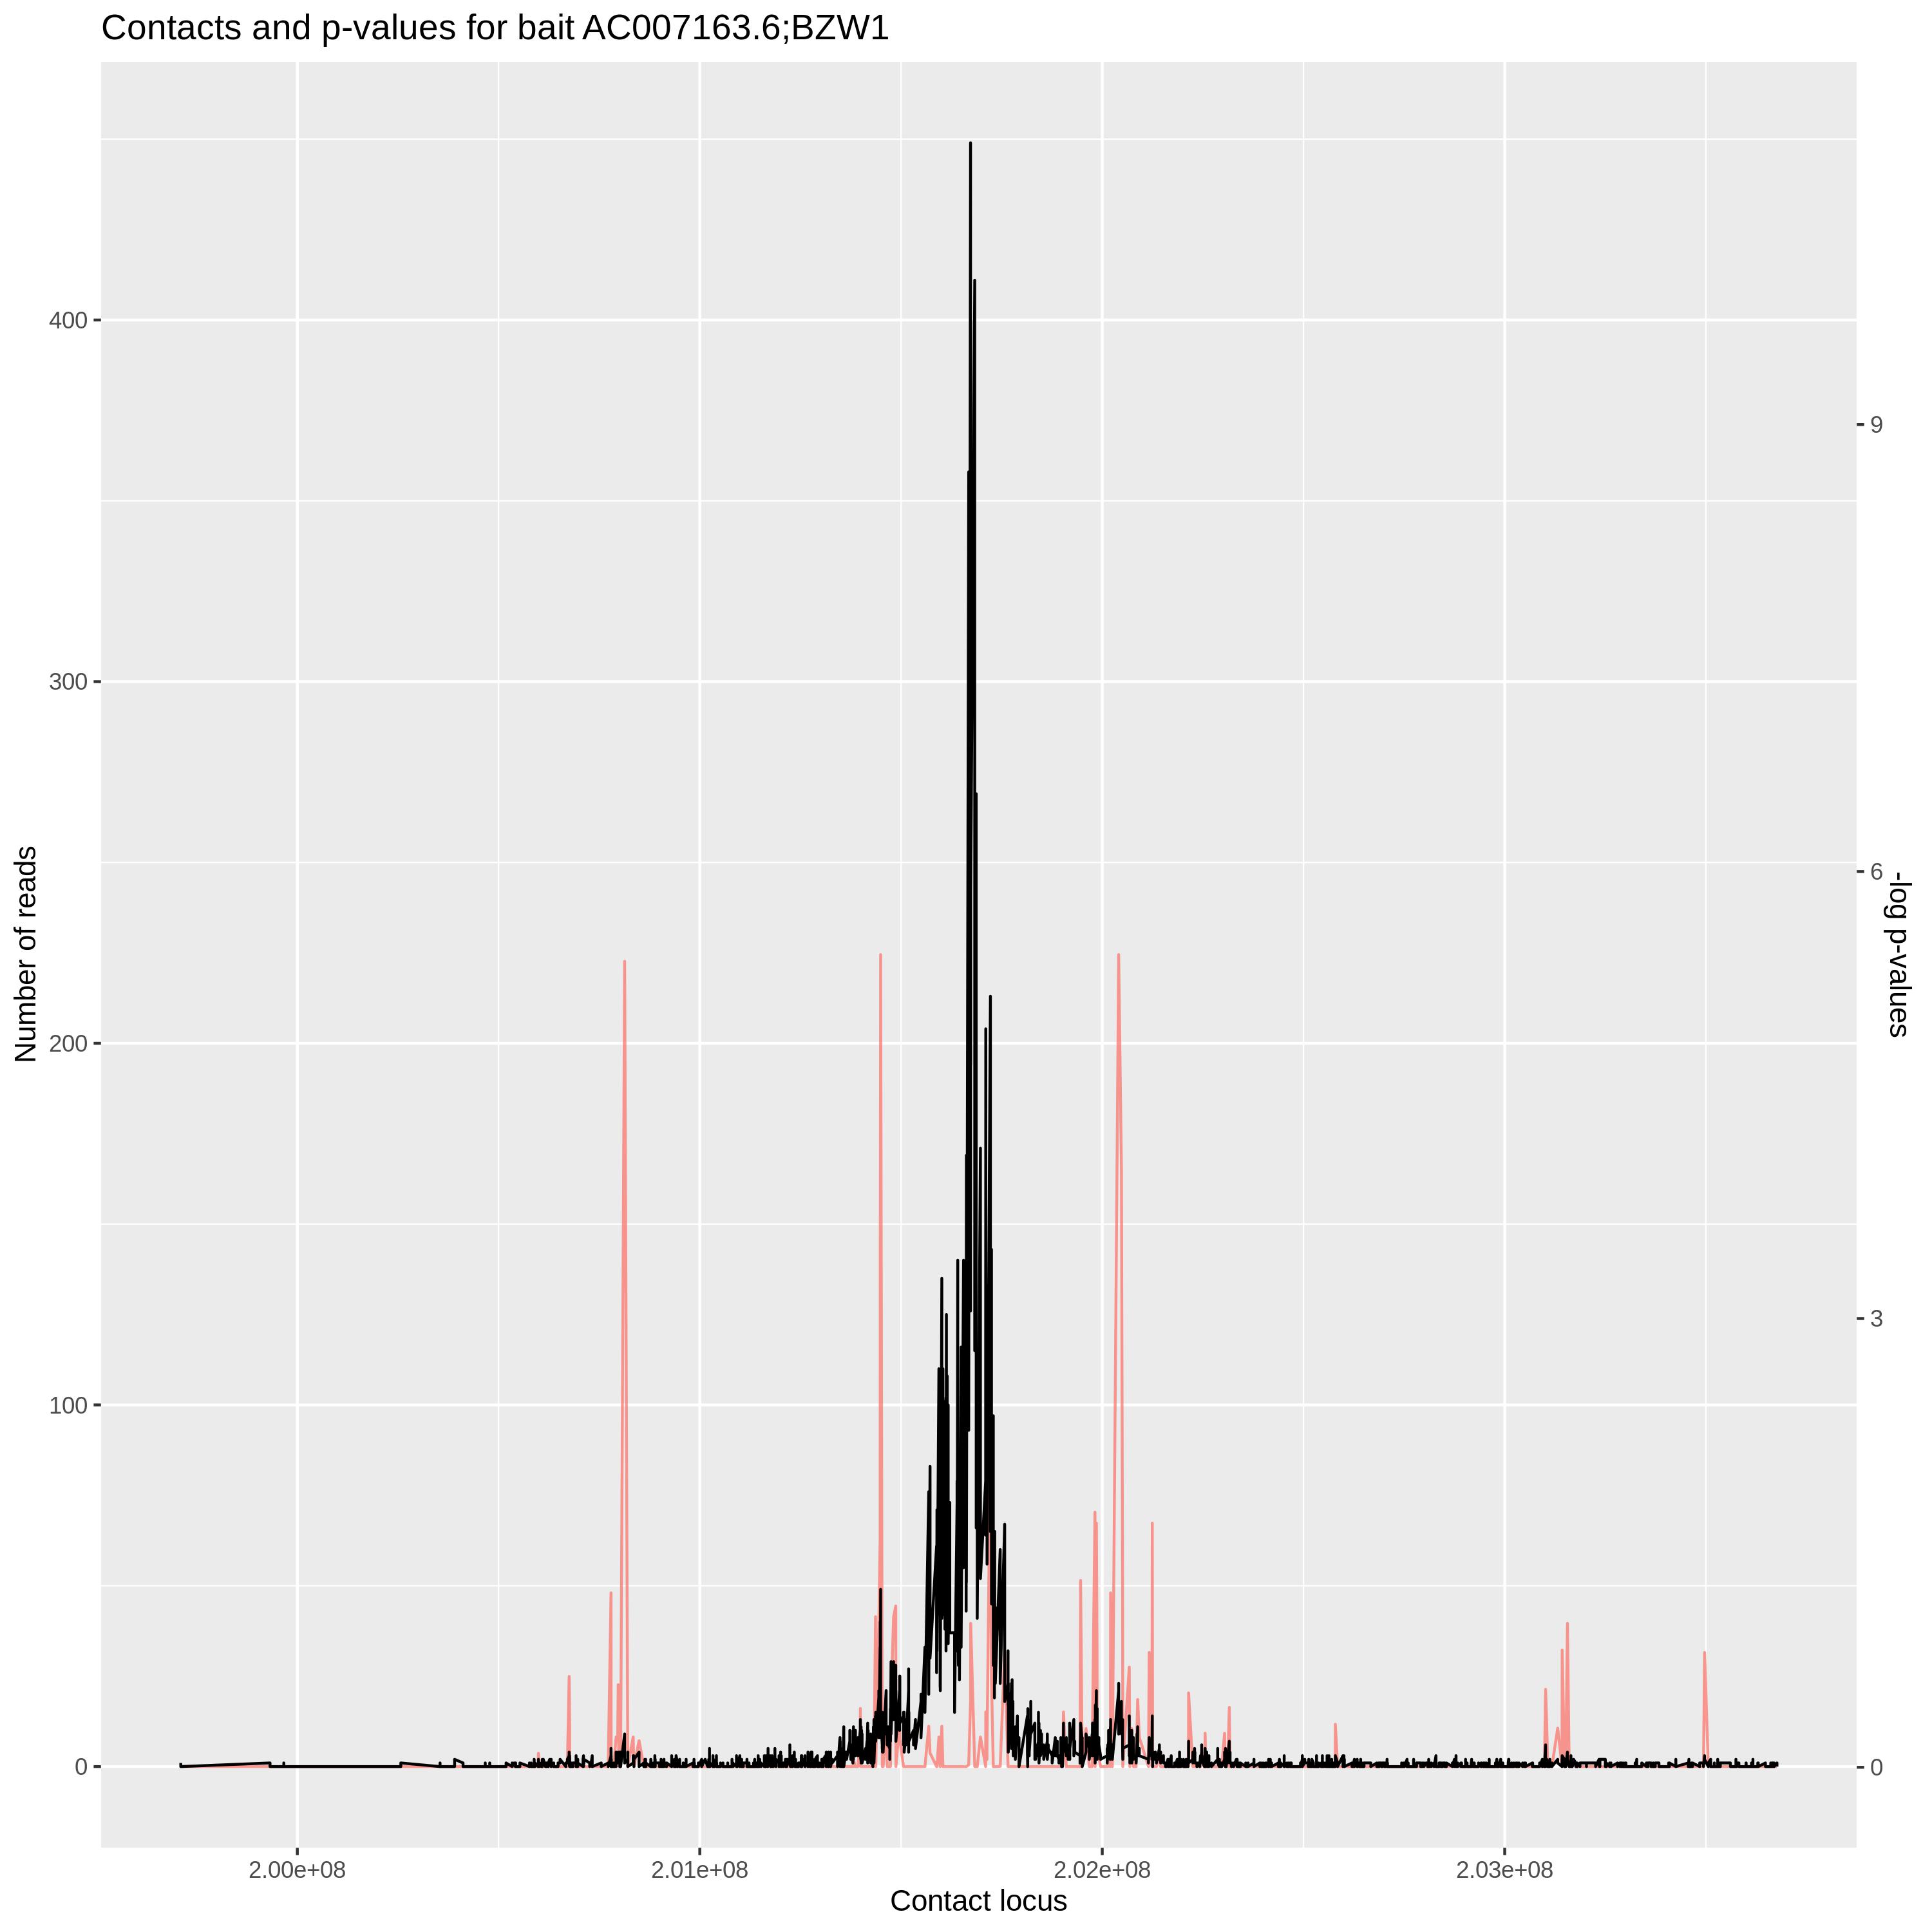 Contacts and p-values for bait AC007163.6;BZW1
400
300
200
100
0
Number of reads
9
6
3
0
-log p-values
2.00e+08
2.01e+08
2.02e+08
2.03e+08
Contact locus